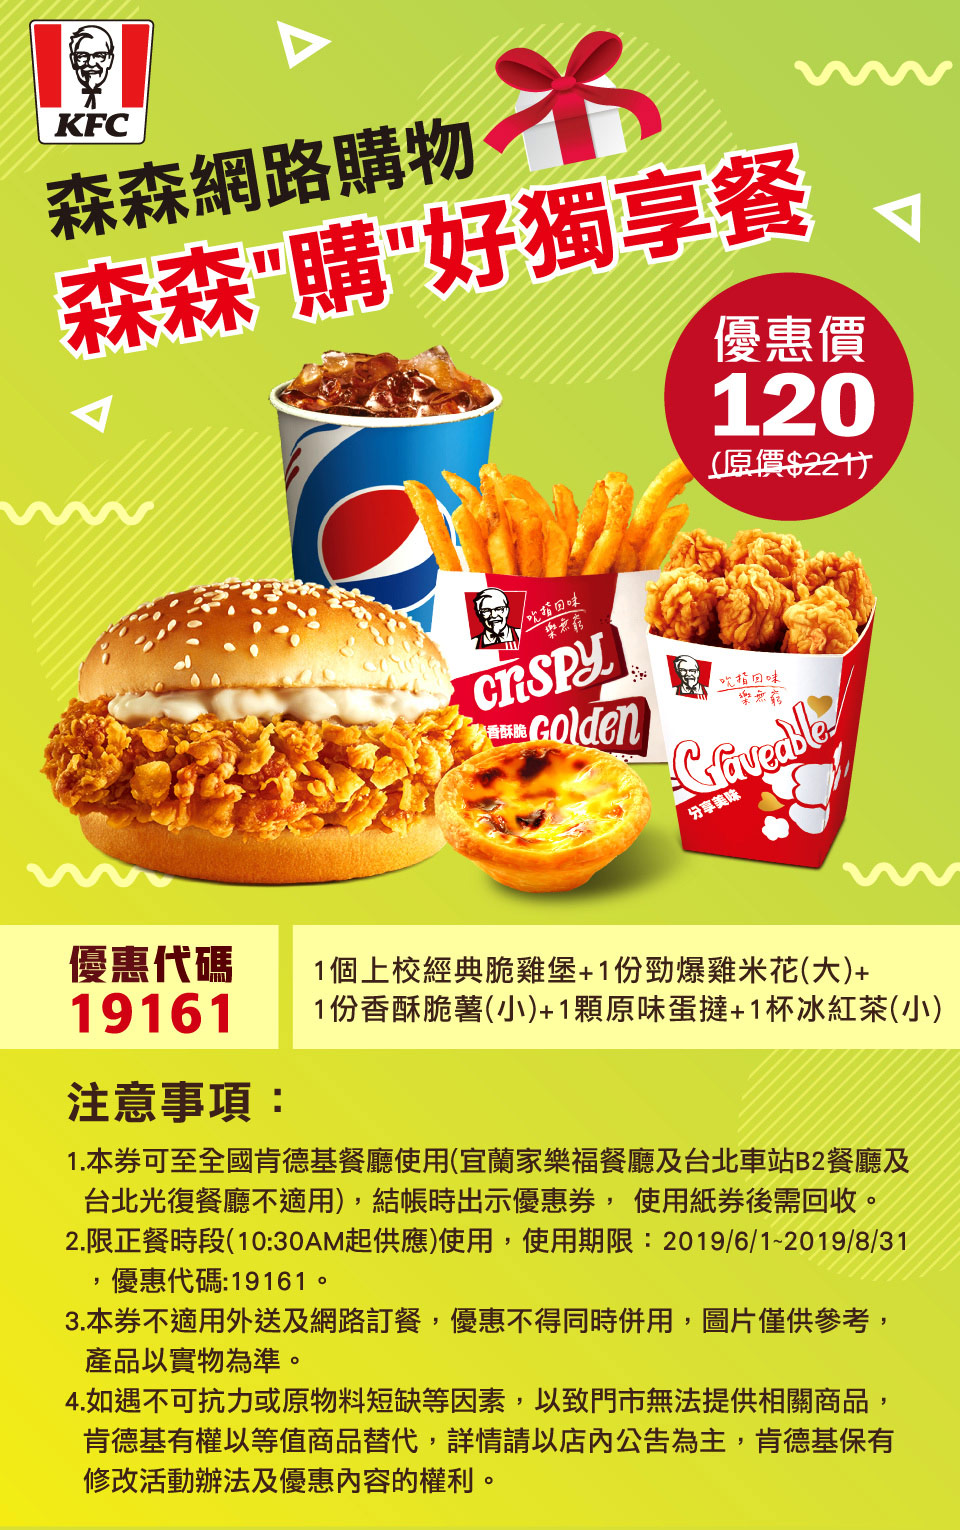 KFC
森森網路購物
森森"購"好獨享餐
優惠價
120
(原價$221)
吮指回味
樂無窮
crispy
香酥脆 Golden
吮指回味
樂無窮
Craveable
分享美味
優惠代碼
19161
1個上校經典脆雞堡+1份勁爆雞米花(大)+
1份香酥脆薯(小)+1顆原味蛋撻+1杯冰紅茶(小)
注意事項：
1.本券可至全國肯德基餐廳使用(宜蘭家樂福餐廳及台北車站B2餐廳及
台北光復餐廳不適用)，結帳時出示優惠券， 使用紙券後需回收。
2.限正餐時段(10:30AM起供應)使用，使用期限：2019/6/1~2019/8/31
，優惠代碼:19161。
3.本券不適用外送及網路訂餐，優惠不得同時併用，圖片僅供參考，
產品以實物為準。
4.如遇不可抗力或原物料短缺等因素，以致門市無法提供相關商品，
肯德基有權以等值商品替代，詳情請以店內公告為主，肯德基保有
修改活動辦法及優惠內容的權利。